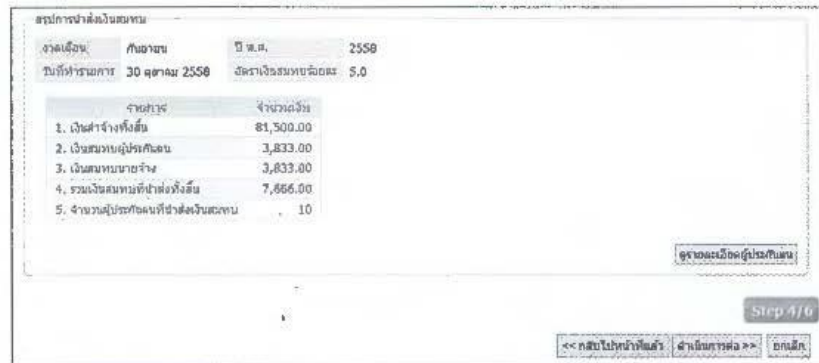 สรุปการนำส่งเงินสมทบ
งวดเดือน กันยายน ปี พ.ศ. 2558
วันที่ทำรายการ 30 ตุลาคม 2558 อัตราเงินสมทบร้อยละ 5.0
รายการ จำนวนเงิน
1. เงินค่าจ้างทั้งสิ้น 81,500.00
2. เงินสมทบผู้ประกันตน 3,833.00
3. เงินสมทบนายจ้าง 3,833.00
4. รวมเงินสมทบที่นำส่งทั้งสิ้น 7,666.00
5. จำนวนผู้ประกันตนที่นำส่งเงินสมทบ 10
ดูรายละเอียดผู้ประกันตน
Step 4/6
<< กลับไปหน้าที่แล้ว ดำเนินการต่อ >> ยกเลิก